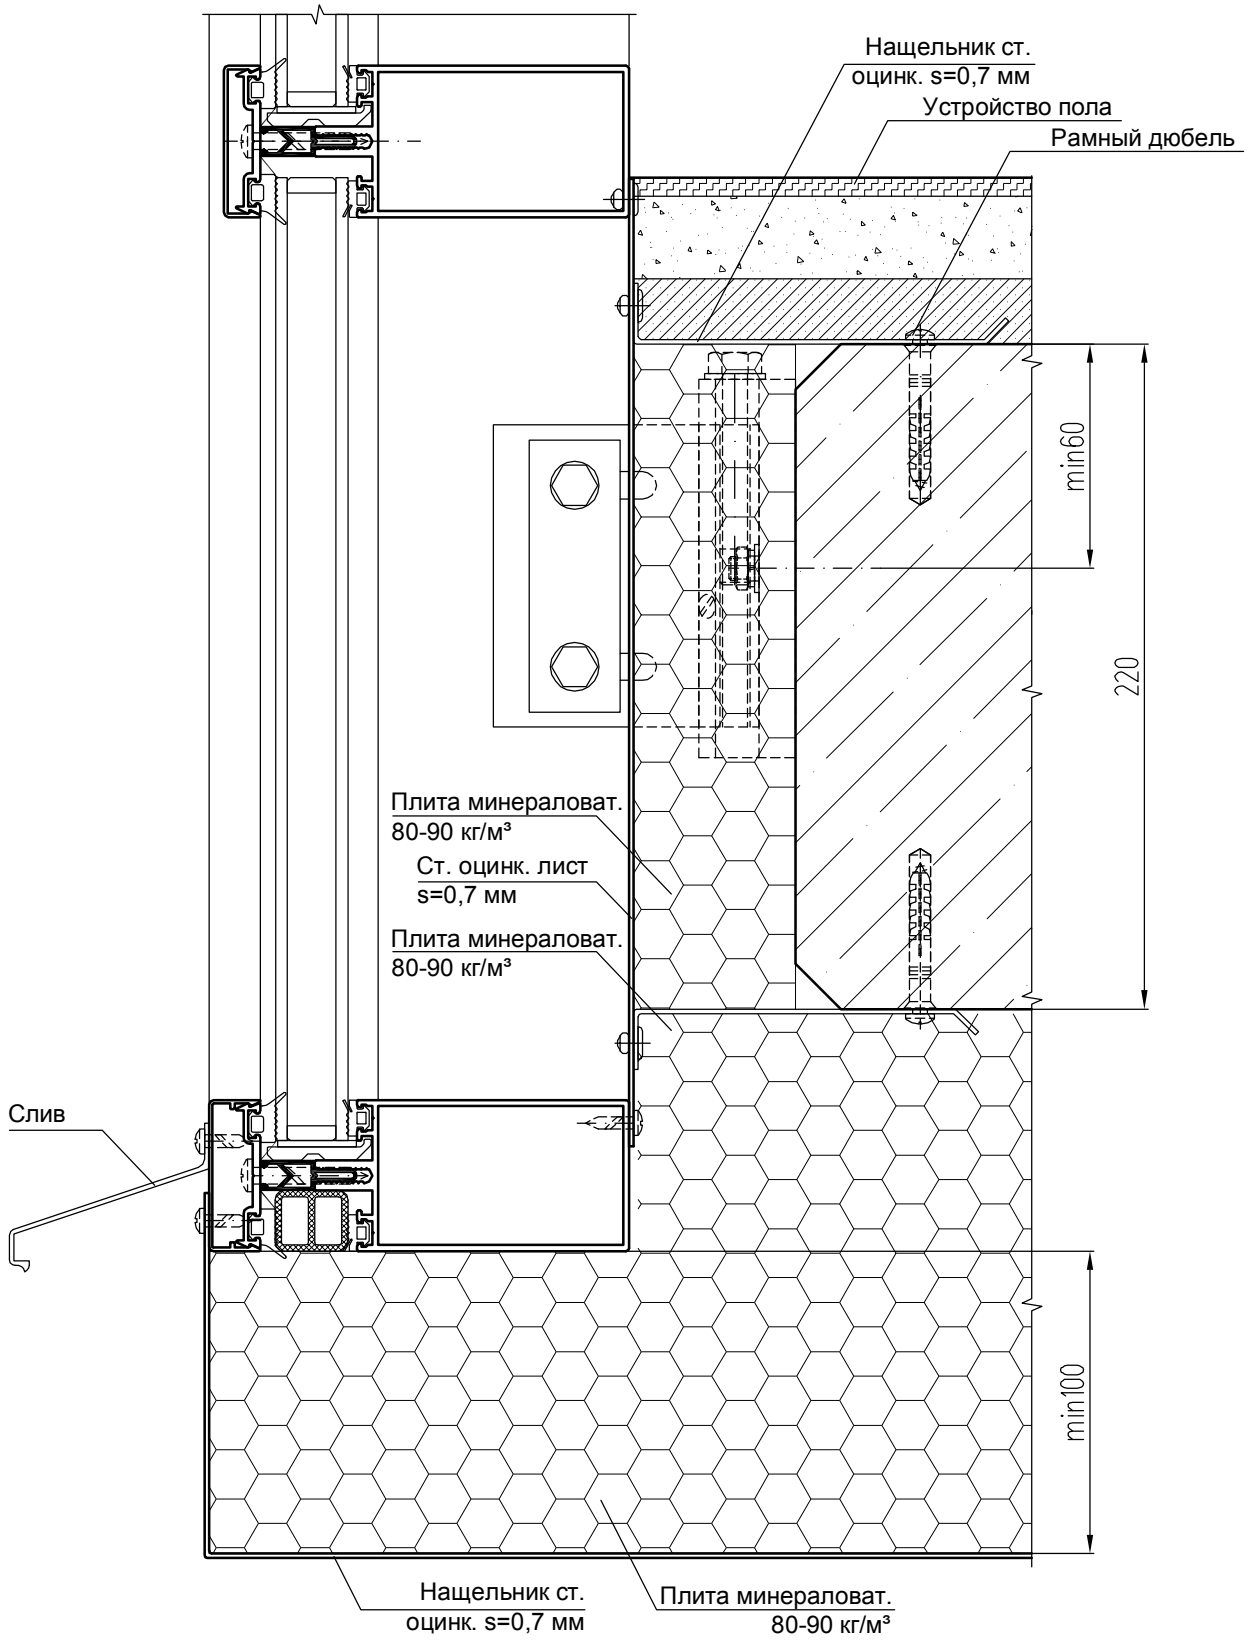 Нащельник ст.
оцинк. s=0,7 мм
Устройство пола
Рамный дюбель
min60
220
Плита минераловат.
80-90 кг/м³
Ст. оцинк. лист
s=0,7 мм
Плита минераловат.
80-90 кг/м³
Слив
min100
Нащельник ст.
оцинк. s=0,7 мм
Плита минераловат.
80-90 кг/м³